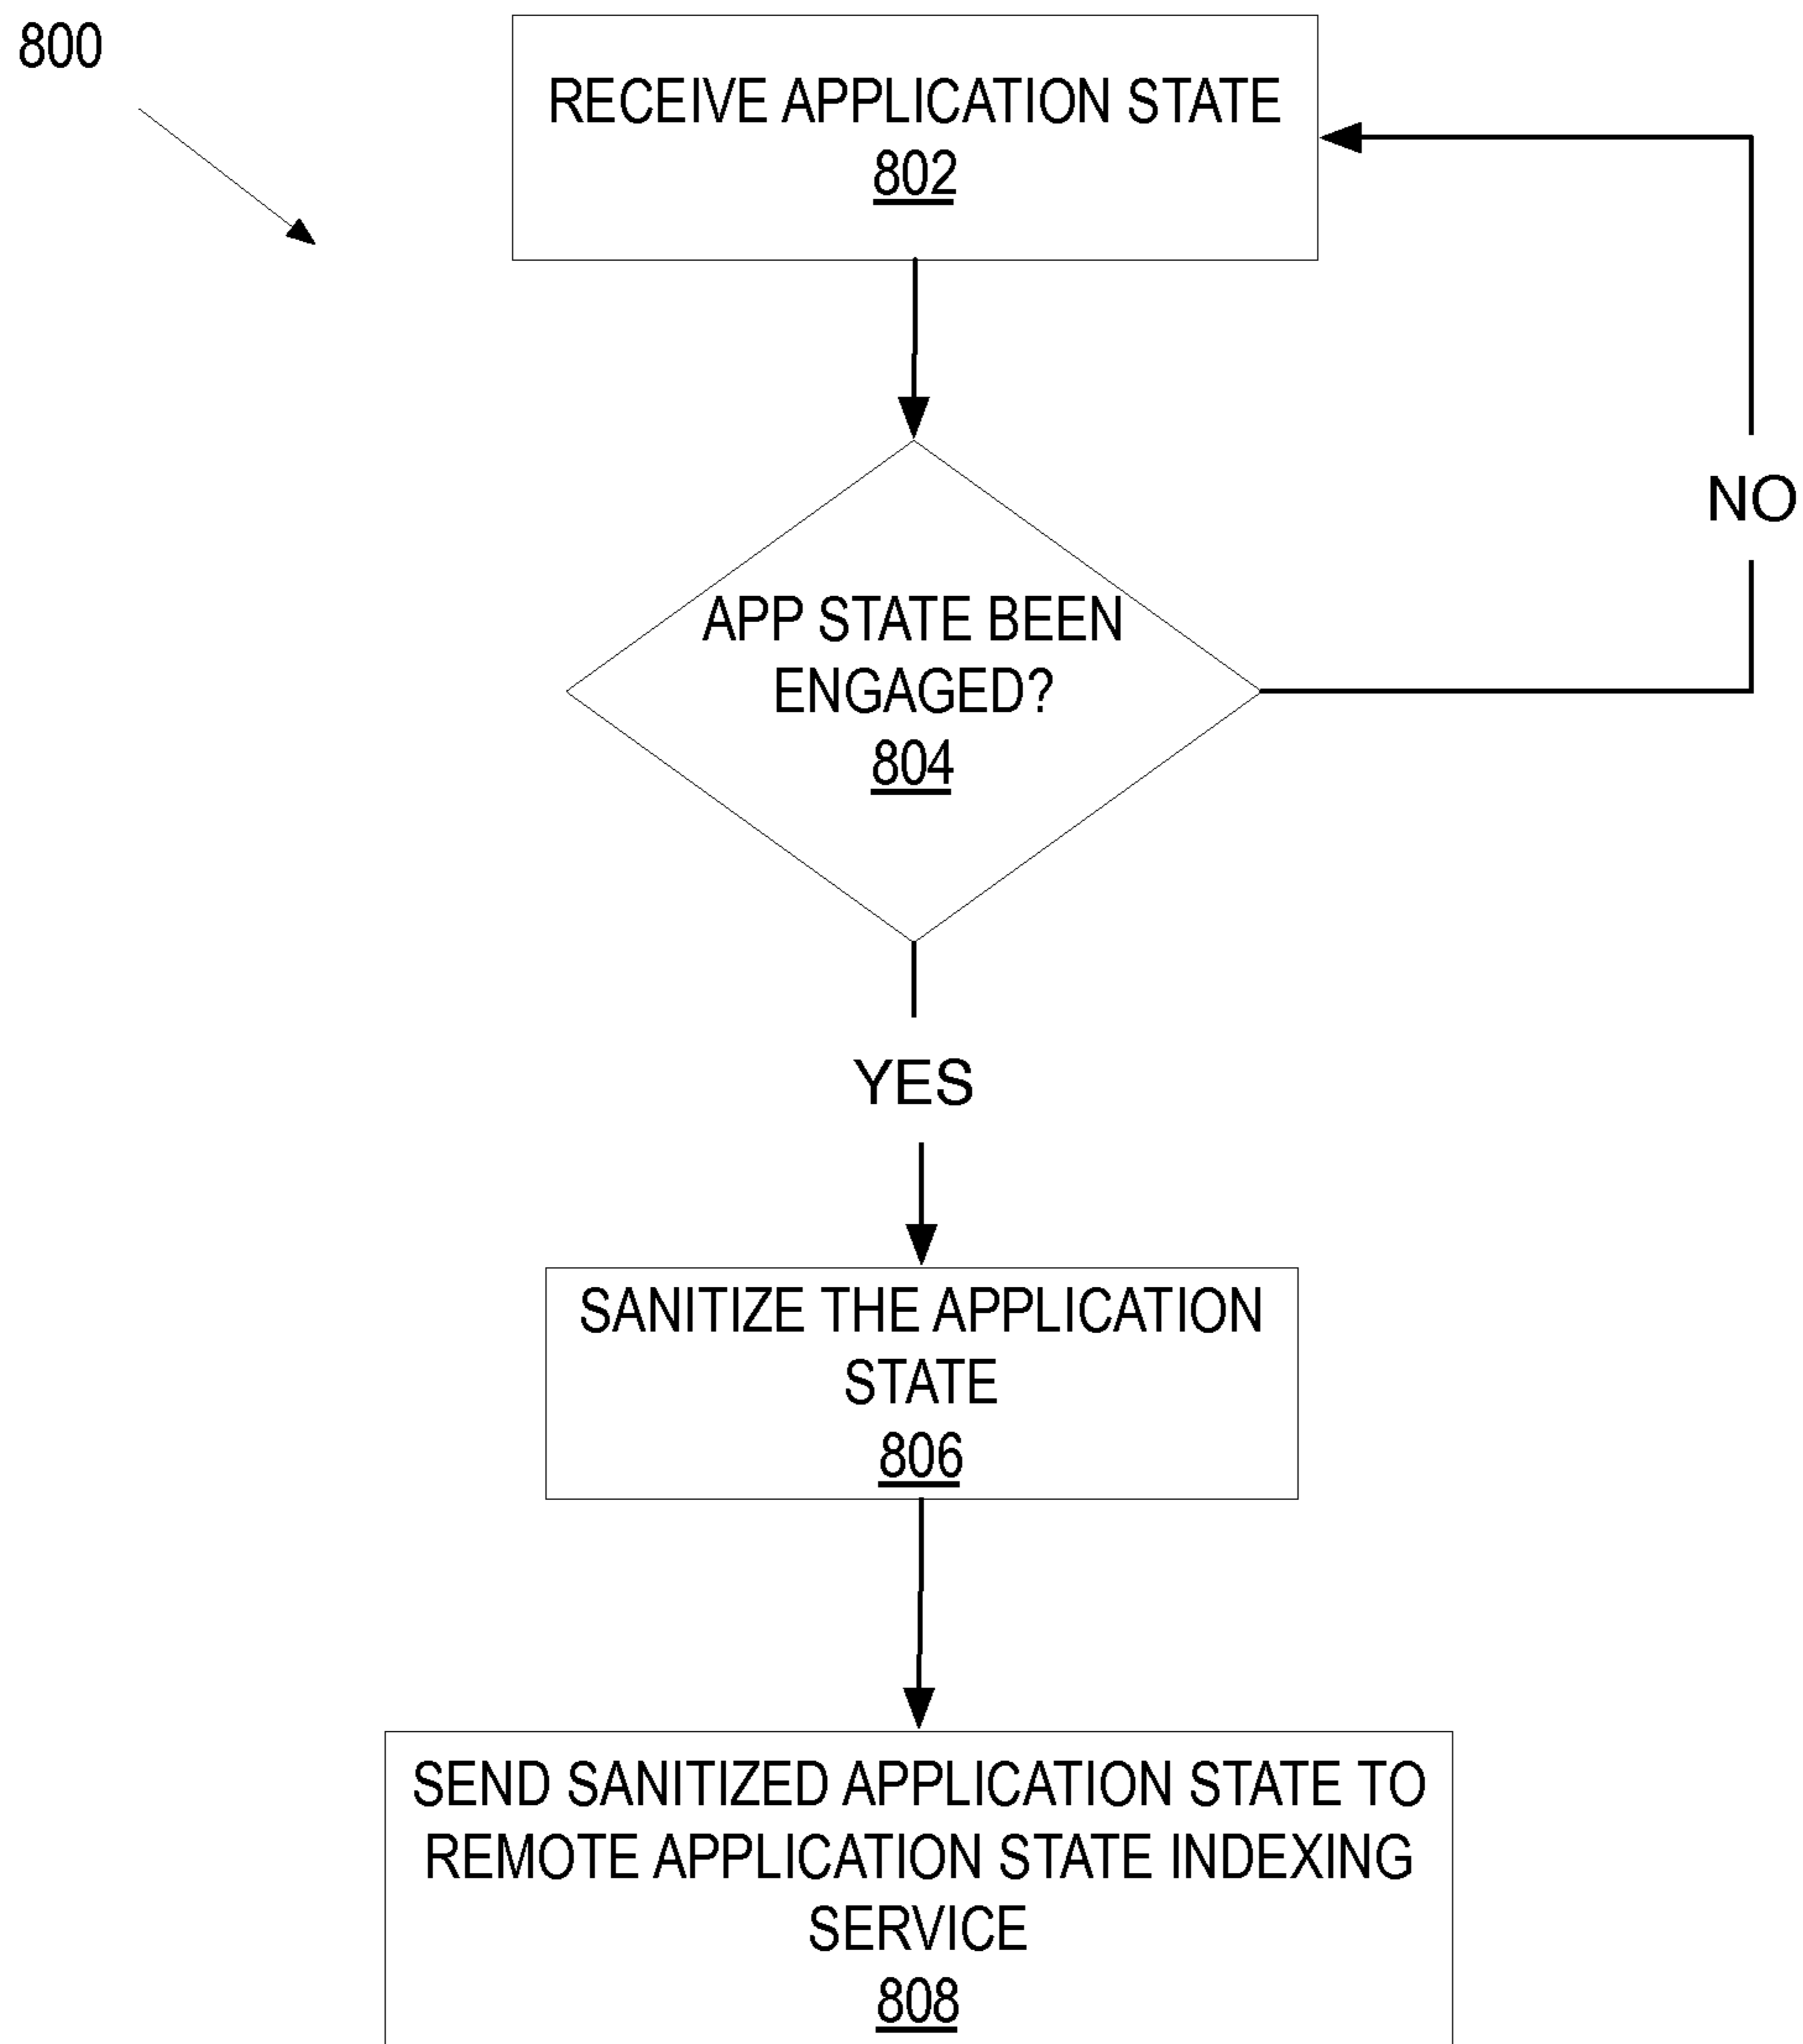 800
RECEIVE APPLICATION STATE
802
APP STATE BEEN
ENGAGED?
804
NO
YES
SANITIZE THE APPLICATION
STATE
806
SEND SANITIZED APPLICATION STATE TO
REMOTE APPLICATION STATE INDEXING
SERVICE
808